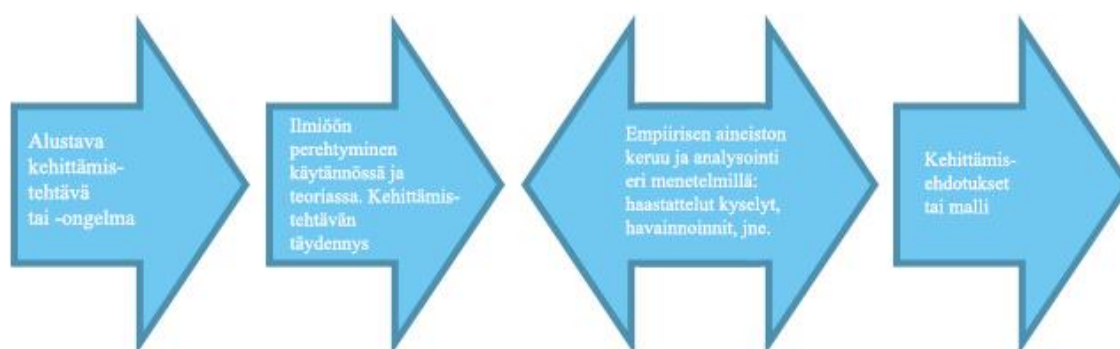 Alustava
kehittämis-
tehtävä
tai -ongelma
Ilmiöön
perehtyminen
käytännössä ja
teoriassa. Kehittämis-
tehtävän
täydennys
Empiirisen aineiston
keruu ja analysointi
eri menetelmillä:
haastattelut kyselyt,
havainnoinnit, jne.
Kehittämis-
ehdotukset
tai malli